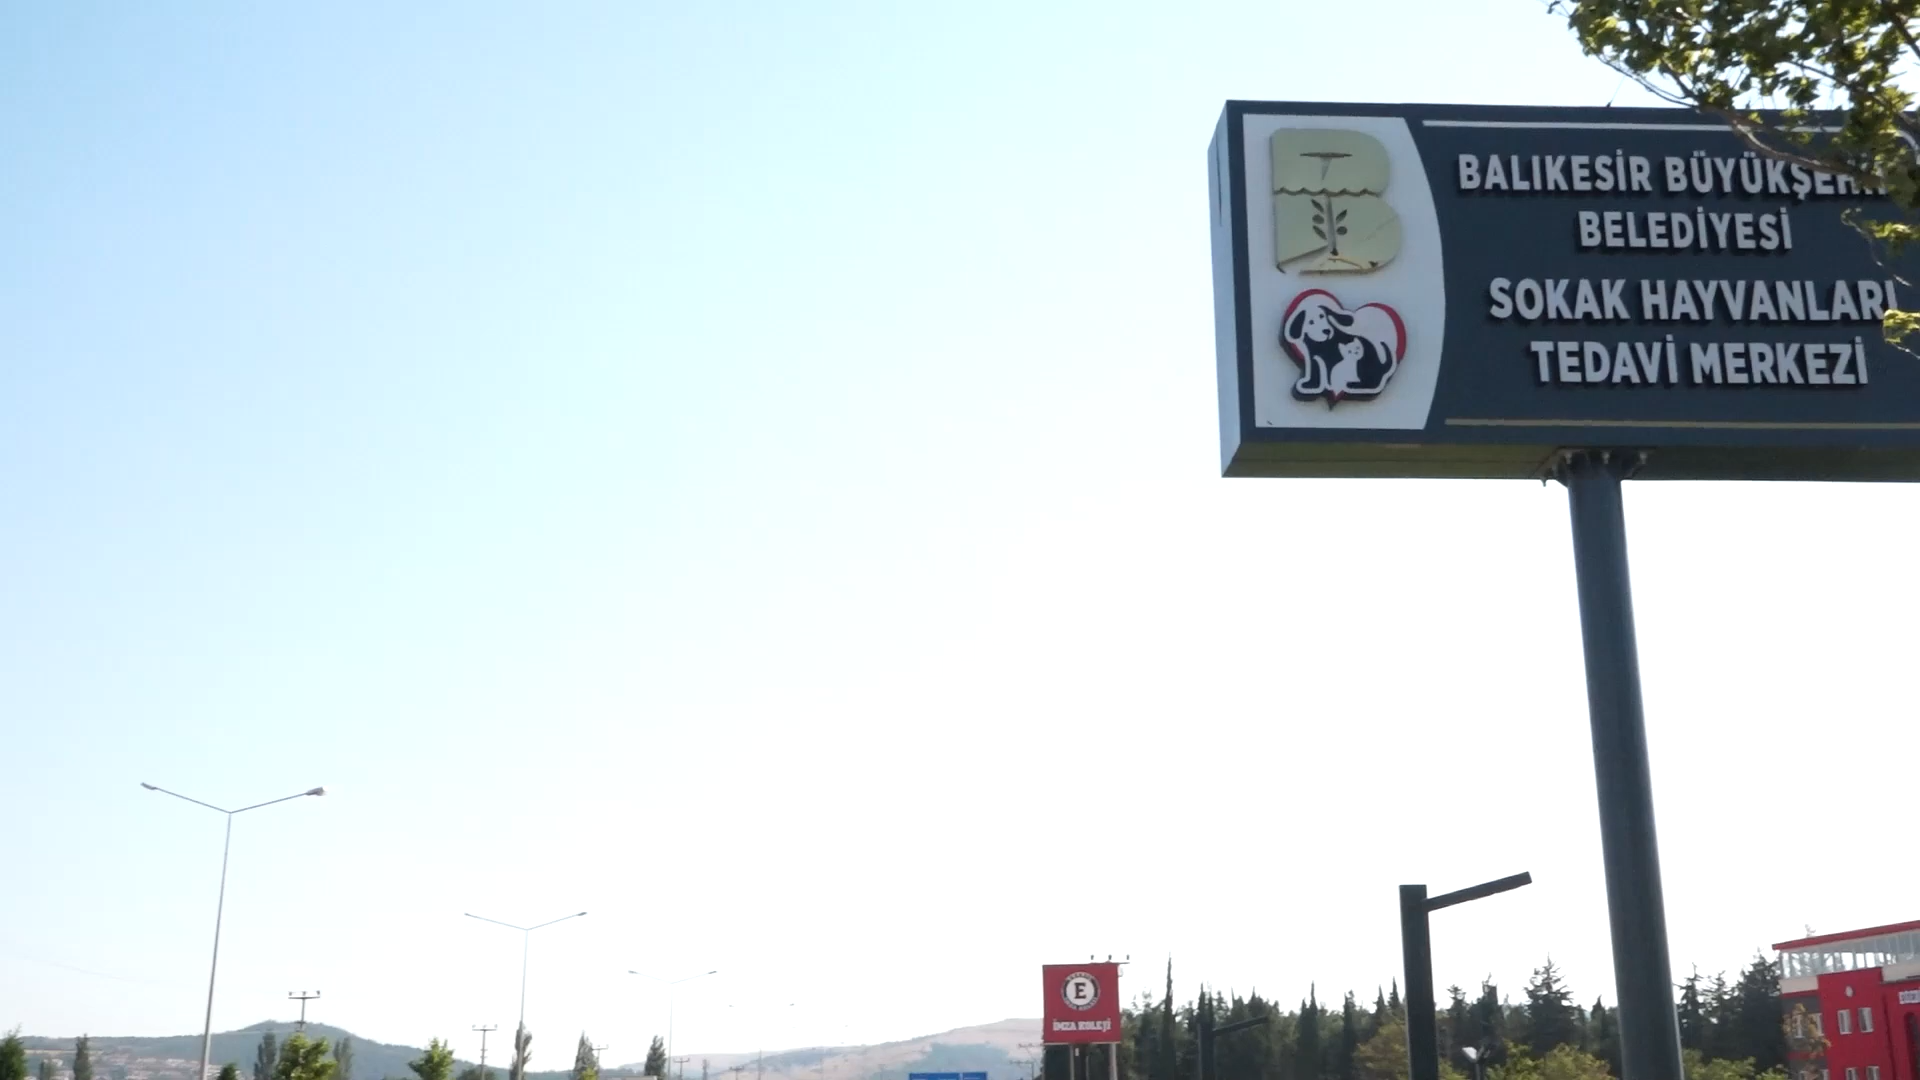 BALIKESİR BÜYÜKŞEHİR
BELEDİYESİ
SOKAK HAYVANLARI
TEDAVİ MERKEZİ
E
İMZA KOLEJİ